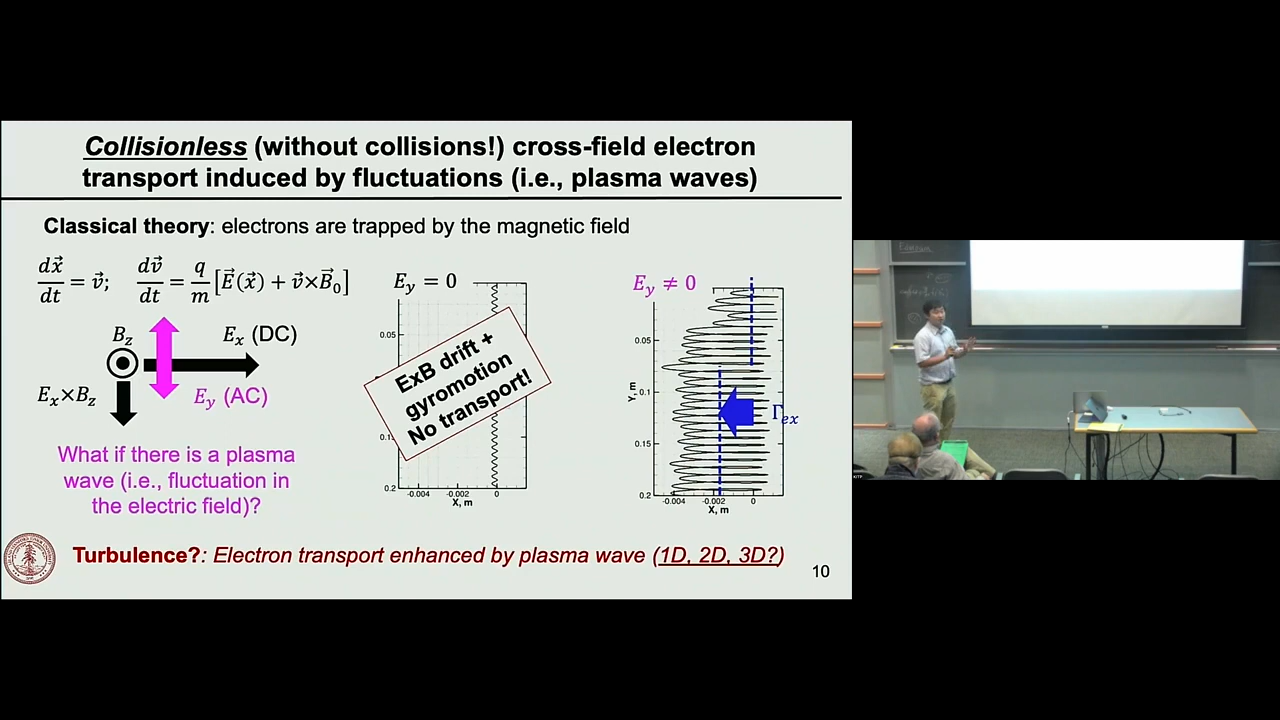 Collisionless (without collisions!) cross-field electron
transport induced by fluctuations (i.e., plasma waves)
Classical theory: electrons are trapped by the magnetic field
dx⃗/dt = v⃗; dv⃗/dt = q/m [E⃗(x⃗) + v⃗×B⃗₀]
B_z
E_x (DC)
E_x×B_z
E_y (AC)
What if there is a plasma
wave (i.e., fluctuation in
the electric field)?
E_y = 0
0.05
0.2
-0.004 -0.002 0
X, m
ExB drift +
gyromotion
No transport!
E_y ≠ 0
0.05
0.1
0.15
0.2
Y, m
-0.004 -0.002 0
X, m
Γ_ex
Turbulence?: Electron transport enhanced by plasma wave (1D, 2D, 3D?)
10